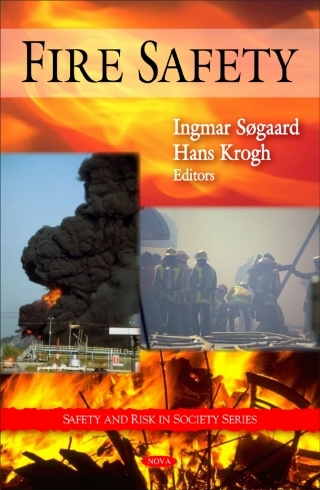 FIRE SAFETY
Ingmar Søgaard
Hans Krogh
Editors
SAFETY AND RISK IN SOCIETY SERIES
NOVA